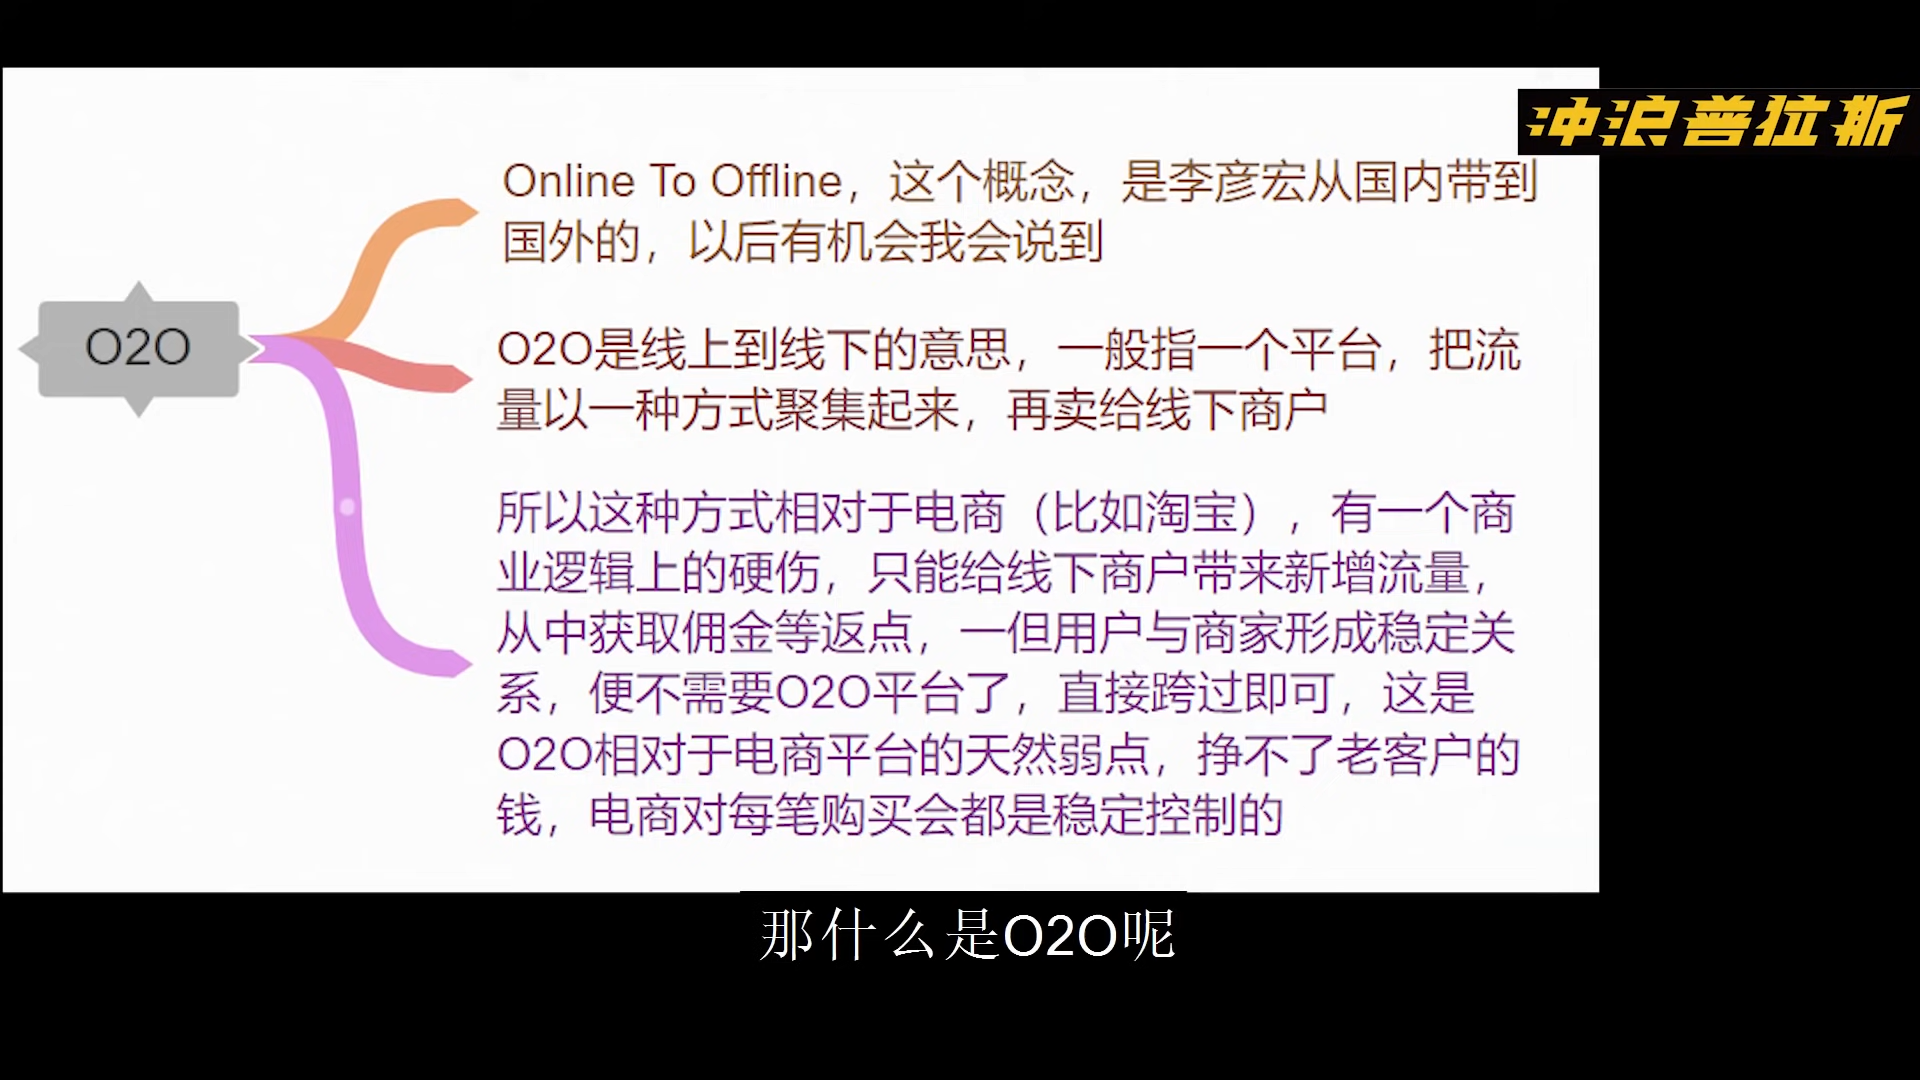 冲浪普拉斯
Online To Offline，这个概念，是李彦宏从国内带到
国外的，以后有机会我会说到
O2O
O2O是线上到线下的意思，一般指一个平台，把流
量以一种方式聚集起来，再卖给线下商户
所以这种方式相对于电商（比如淘宝），有一个商
业逻辑上的硬伤，只能给线下商户带来新增流量，
从中获取佣金等返点，一但用户与商家形成稳定关
系，便不需要O2O平台了，直接跨过即可，这是
O2O相对于电商平台的天然弱点，挣不了老客户的
钱，电商对每笔购买会都是稳定控制的
那什么是O2O呢